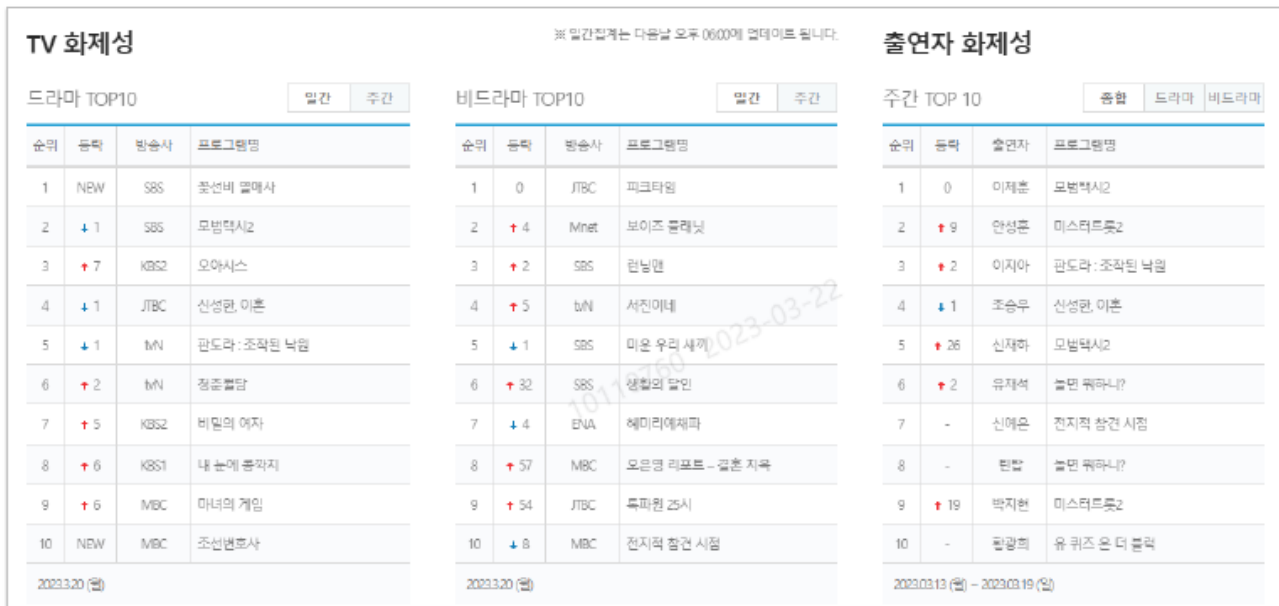 TV 화제성
※ 일간집계는 다음날 오후 06:00에 업데이트 됩니다.
드라마 TOP10
일간 주간
순위 등락 방송사 프로그램명
1 NEW SBS 꽃선비 열애사
2 ↓ 1 SBS 모범택시2
3 ↑ 7 KBS2 오아시스
4 ↓ 1 JTBC 신성한, 이혼
5 ↓ 1 tvN 판도라 : 조작된 낙원
6 ↑ 2 tvN 청춘월담
7 ↑ 5 KBS2 비밀의 여자
8 ↑ 6 KBS1 내 눈에 콩깍지
9 ↑ 6 MBC 마녀의 게임
10 NEW MBC 조선변호사
2023.3.20 (월)
비드라마 TOP10
일간 주간
순위 등락 방송사 프로그램명
1 0 JTBC 피크타임
2 ↑ 4 Mnet 보이즈 플래닛
3 ↑ 2 SBS 런닝맨
4 ↑ 5 tvN 서진이네
5 ↓ 1 SBS 미운 우리 새끼
6 ↑ 32 SBS 생활의 달인
7 ↓ 4 ENA 혜미리예채파
8 ↑ 57 MBC 오은영 리포트 – 결혼 지옥
9 ↑ 54 JTBC 톡파원 25시
10 ↓ 8 MBC 전지적 참견 시점
2023.3.20 (월)
출연자 화제성
주간 TOP 10
종합 드라마 비드라마
순위 등락 출연자 프로그램명
1 0 이제훈 모범택시2
2 ↑ 9 안성훈 미스터트롯2
3 ↑ 2 이지아 판도라 : 조작된 낙원
4 ↓ 1 조승우 신성한, 이혼
5 ↑ 26 신재하 모범택시2
6 ↑ 2 유재석 놀면 뭐하니?
7 - 신예은 전지적 참견 시점
8 - 틴탑 놀면 뭐하니?
9 ↑ 19 박지현 미스터트롯2
10 - 황광희 유 퀴즈 온 더 블럭
2023.03.13 (월) ~ 2023.03.19 (일)
10110760 2023-03-22